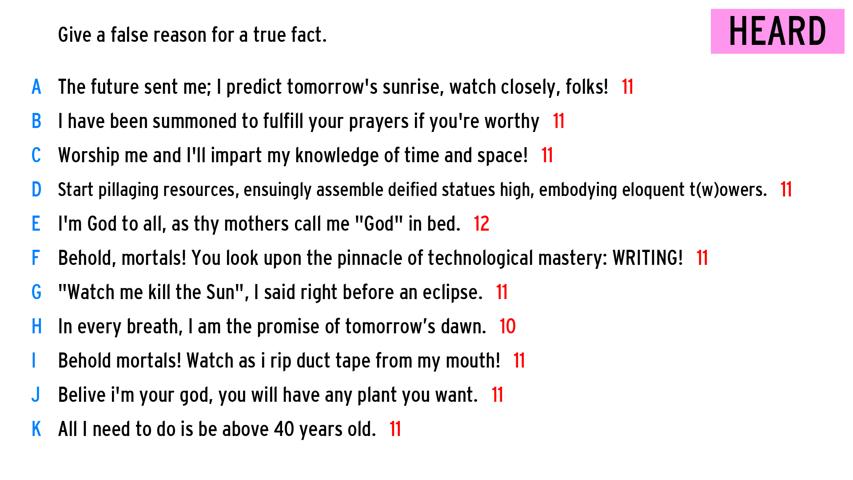 Give a false reason for a true fact.
HEARD
A The future sent me; I predict tomorrow's sunrise, watch closely, folks! 11
B I have been summoned to fulfill your prayers if you're worthy 11
C Worship me and I'll impart my knowledge of time and space! 11
D Start pillaging resources, ensuingly assemble deified statues high, embodying eloquent t(w)owers. 11
E I'm God to all, as thy mothers call me "God" in bed. 12
F Behold, mortals! You look upon the pinnacle of technological mastery: WRITING! 11
G "Watch me kill the Sun", I said right before an eclipse. 11
H In every breath, I am the promise of tomorrow’s dawn. 10
I Behold mortals! Watch as i rip duct tape from my mouth! 11
J Belive i'm your god, you will have any plant you want. 11
K All I need to do is be above 40 years old. 11